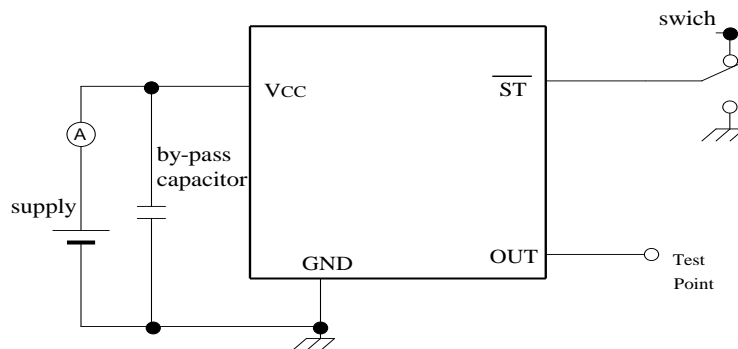 swich
VCC
ST
A
by-pass
capacitor
supply
GND
OUT
Test
Point